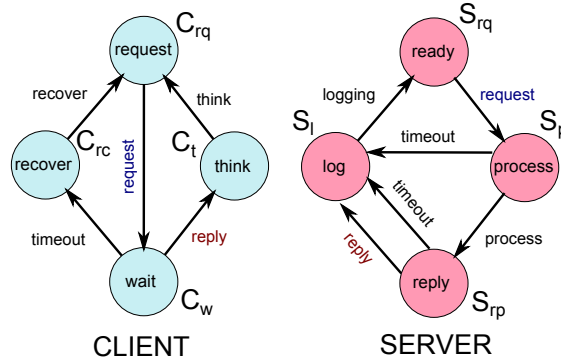 C_rq
request
recover
think
request
C_rc
C_t
recover
think
timeout
reply
wait
C_w
CLIENT
S_rq
ready
logging
request
S_l
timeout
S_p
log
process
timeout
process
reply
reply
S_rp
SERVER